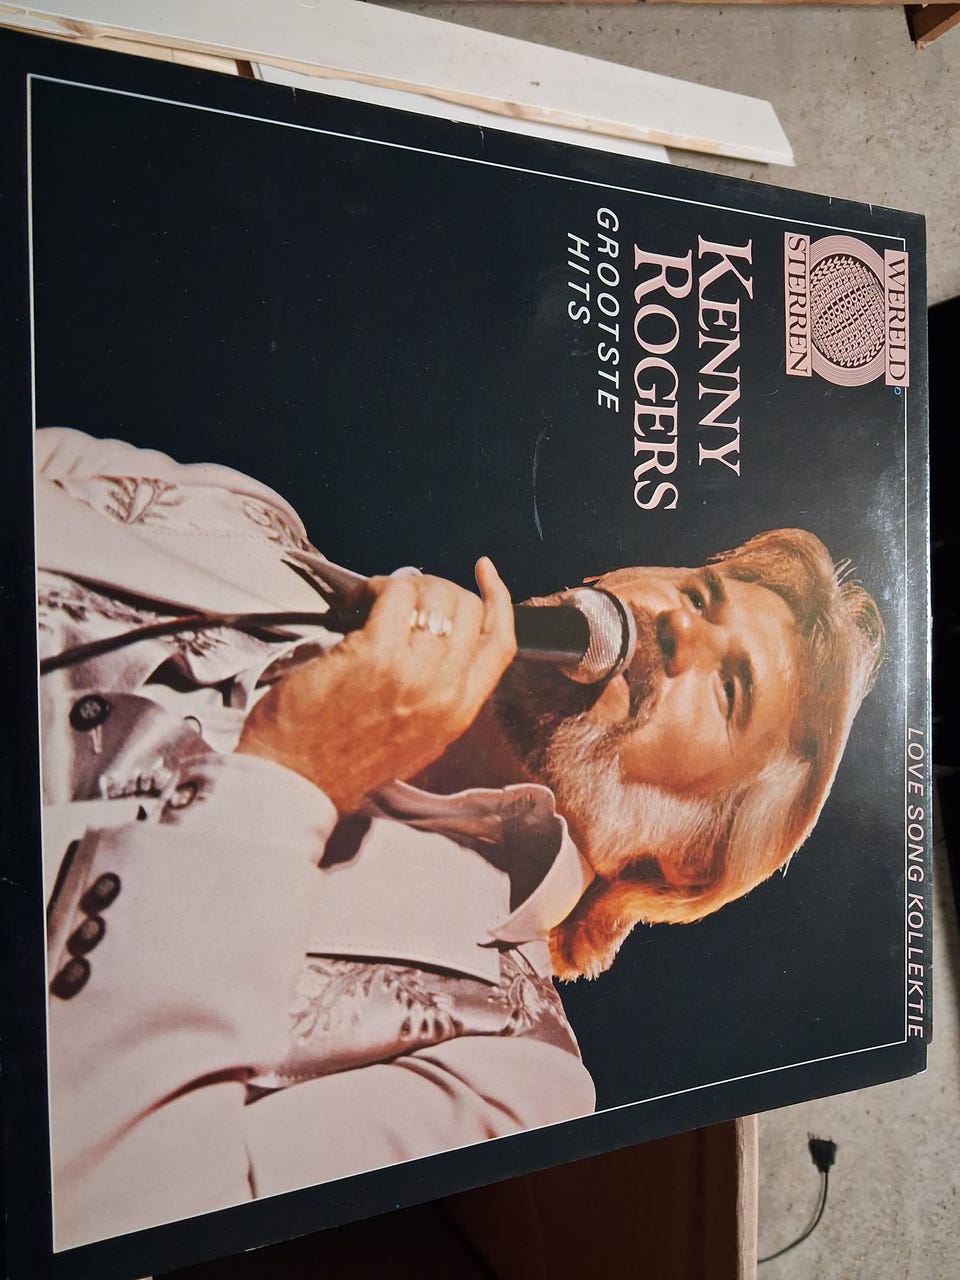 LOVE SONG KOLLEKTIE
WERELD
STERREN
KENNY
ROGERS
GROOTSTE
HITS